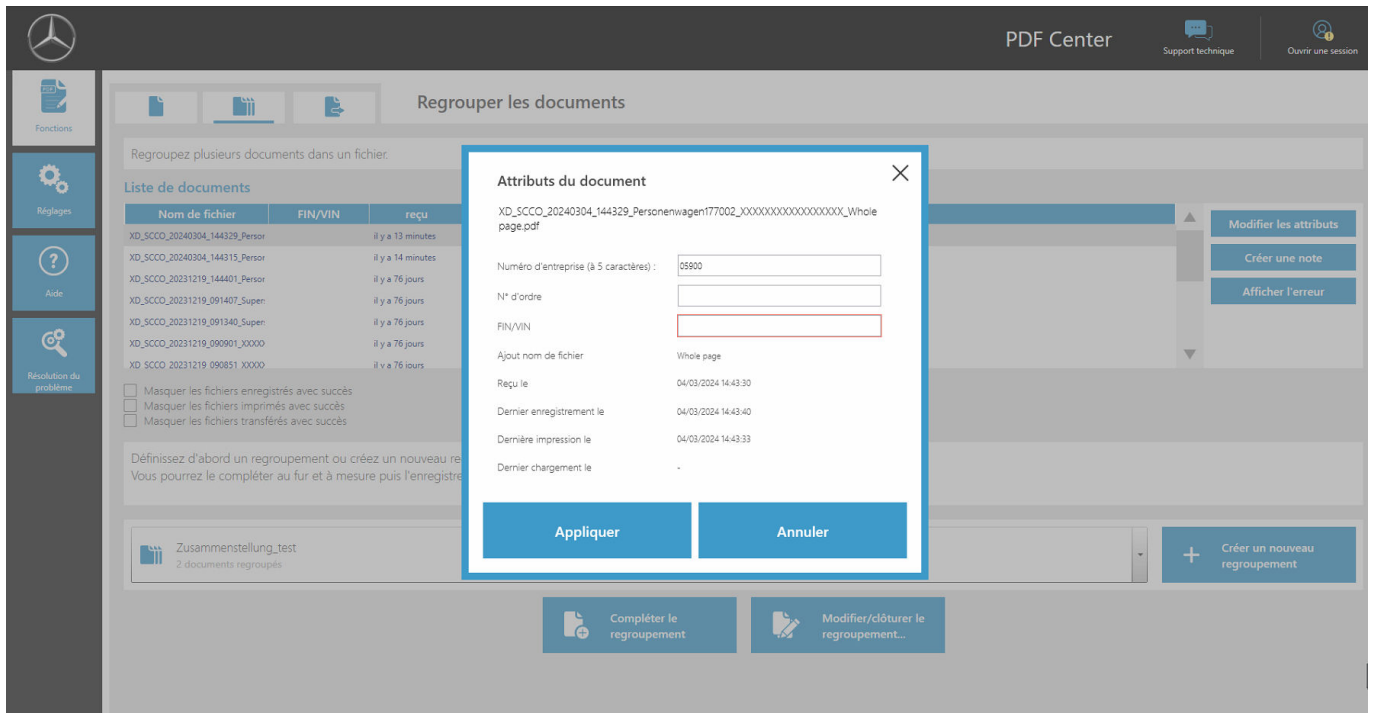 PDF Center
Support technique
Ouvrir une session
Fonctions
Réglages
Aide
Résolution du
problème
Regrouper les documents
Regroupez plusieurs documents dans un fichier.
Liste de documents
Nom de fichier FIN/VIN reçu
XD_SCCO_20240304_144329_Person il y a 13 minutes
XD_SCCO_20240304_144315_Person il y a 14 minutes
XD_SCCO_20231219_144401_Person il y a 76 jours
XD_SCCO_20231219_091407_Super: il y a 76 jours
XD_SCCO_20231219_091340_Super: il y a 76 jours
XD_SCCO_20231219_090901_XXXXX il y a 76 jours
XD_SCCO_20231219_090851_XXXXX il y a 76 jours
Modifier les attributs
Créer une note
Afficher l'erreur
Masquer les fichiers enregistrés avec succès
Masquer les fichiers imprimés avec succès
Masquer les fichiers transférés avec succès
Définissez d'abord un regroupement ou créez un nouveau re
Vous pourrez le compléter au fur et à mesure puis l'enregistre
Attributs du document
XD_SCCO_20240304_144329_Personenwagen177002_XXXXXXXXXXXXXXXXX_Whole
page.pdf
Numéro d'entreprise (à 5 caractères) : 05900
N° d'ordre
FIN/VIN
Ajout nom de fichier Whole page
Reçu le 04/03/2024 14:43:30
Dernier enregistrement le 04/03/2024 14:43:40
Dernière impression le 04/03/2024 14:43:33
Dernier chargement le -
Appliquer
Annuler
Zusammenstellung_test
2 documents regroupés
Créer un nouveau
regroupement
Compléter le
regroupement
Modifier/clôturer le
regroupement...